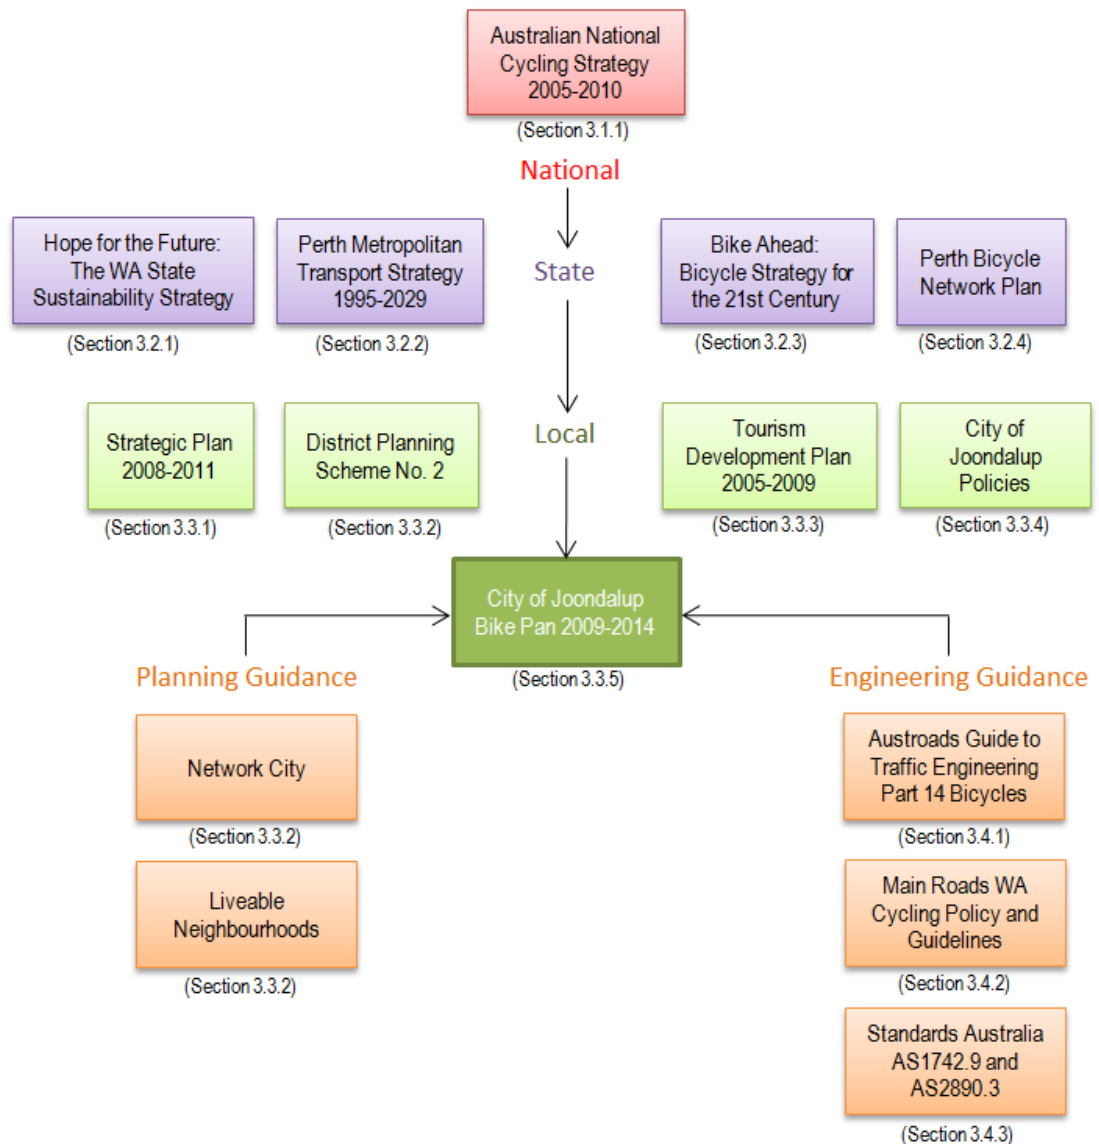 Australian National
Cycling Strategy
2005-2010
(Section 3.1.1)
National
Hope for the Future:
The WA State
Sustainability Strategy
(Section 3.2.1)
Perth Metropolitan
Transport Strategy
1995-2029
(Section 3.2.2)
State
Bike Ahead:
Bicycle Strategy for
the 21st Century
(Section 3.2.3)
Perth Bicycle
Network Plan
(Section 3.2.4)
Strategic Plan
2008-2011
(Section 3.3.1)
District Planning
Scheme No. 2
(Section 3.3.2)
Local
Tourism
Development Plan
2005-2009
(Section 3.3.3)
City of
Joondalup
Policies
(Section 3.3.4)
City of Joondalup
Bike Pan 2009-2014
(Section 3.3.5)
Planning Guidance
Network City
(Section 3.3.2)
Liveable
Neighbourhoods
(Section 3.3.2)
Engineering Guidance
Austroads Guide to
Traffic Engineering
Part 14 Bicycles
(Section 3.4.1)
Main Roads WA
Cycling Policy and
Guidelines
(Section 3.4.2)
Standards Australia
AS1742.9 and
AS2890.3
(Section 3.4.3)